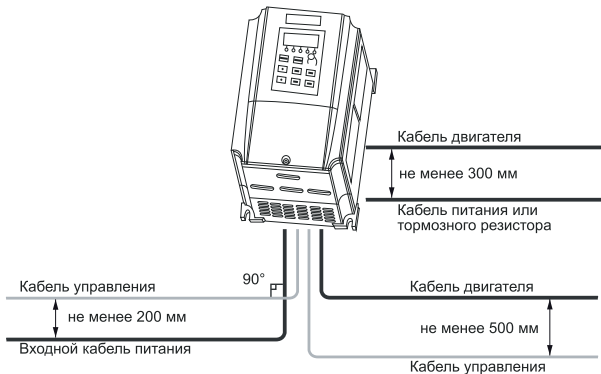 Кабель двигателя
не менее 300 мм
Кабель питания или
тормозного резистора
90°
Кабель управления
не менее 200 мм
Входной кабель питания
Кабель двигателя
не менее 500 мм
Кабель управления